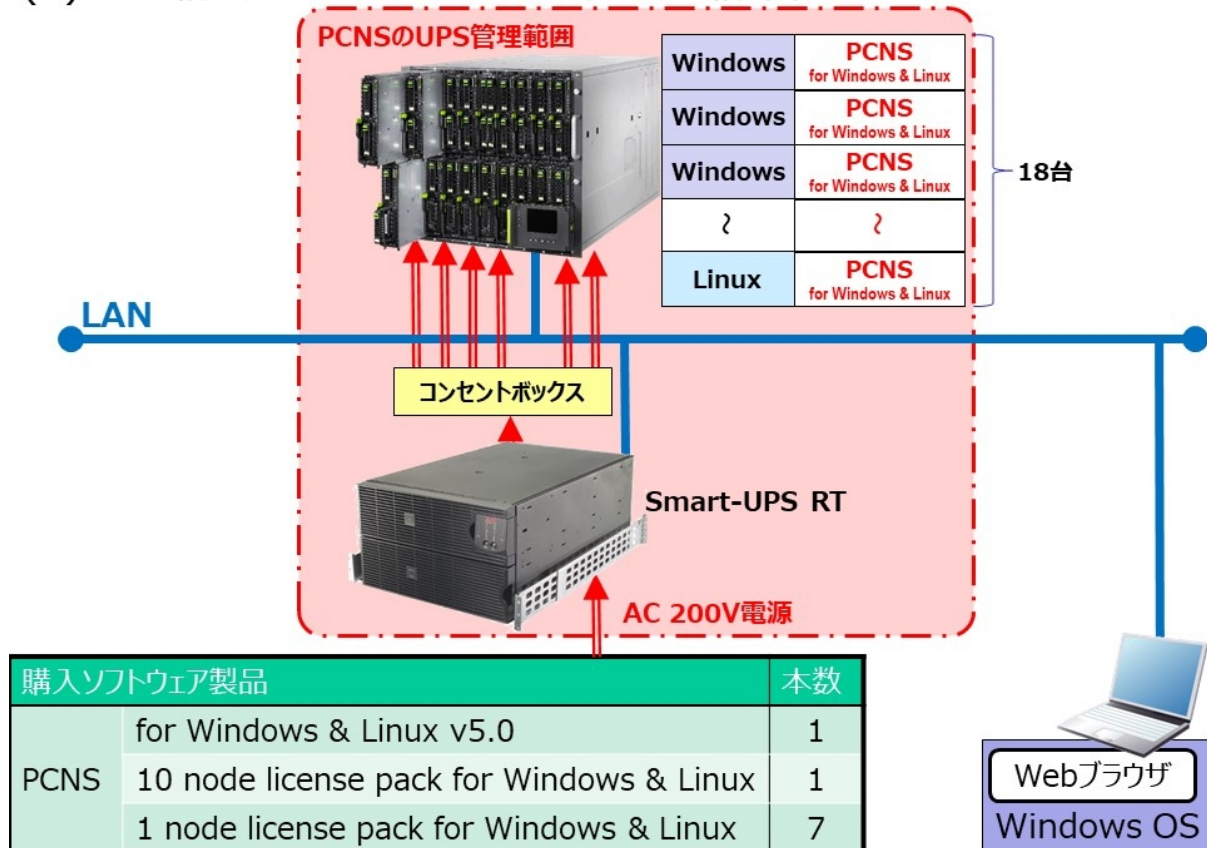 PCNSのUPS管理範囲
Windows PCNS
for Windows & Linux
Windows PCNS
for Windows & Linux
Windows PCNS
for Windows & Linux
~ ~
Linux PCNS
for Windows & Linux
18台
LAN
コンセントボックス
Smart-UPS RT
AC 200V電源
購入ソフトウェア製品 本数
PCNS
for Windows & Linux v5.0 1
10 node license pack for Windows & Linux 1
1 node license pack for Windows & Linux 7
Webブラウザ
Windows OS